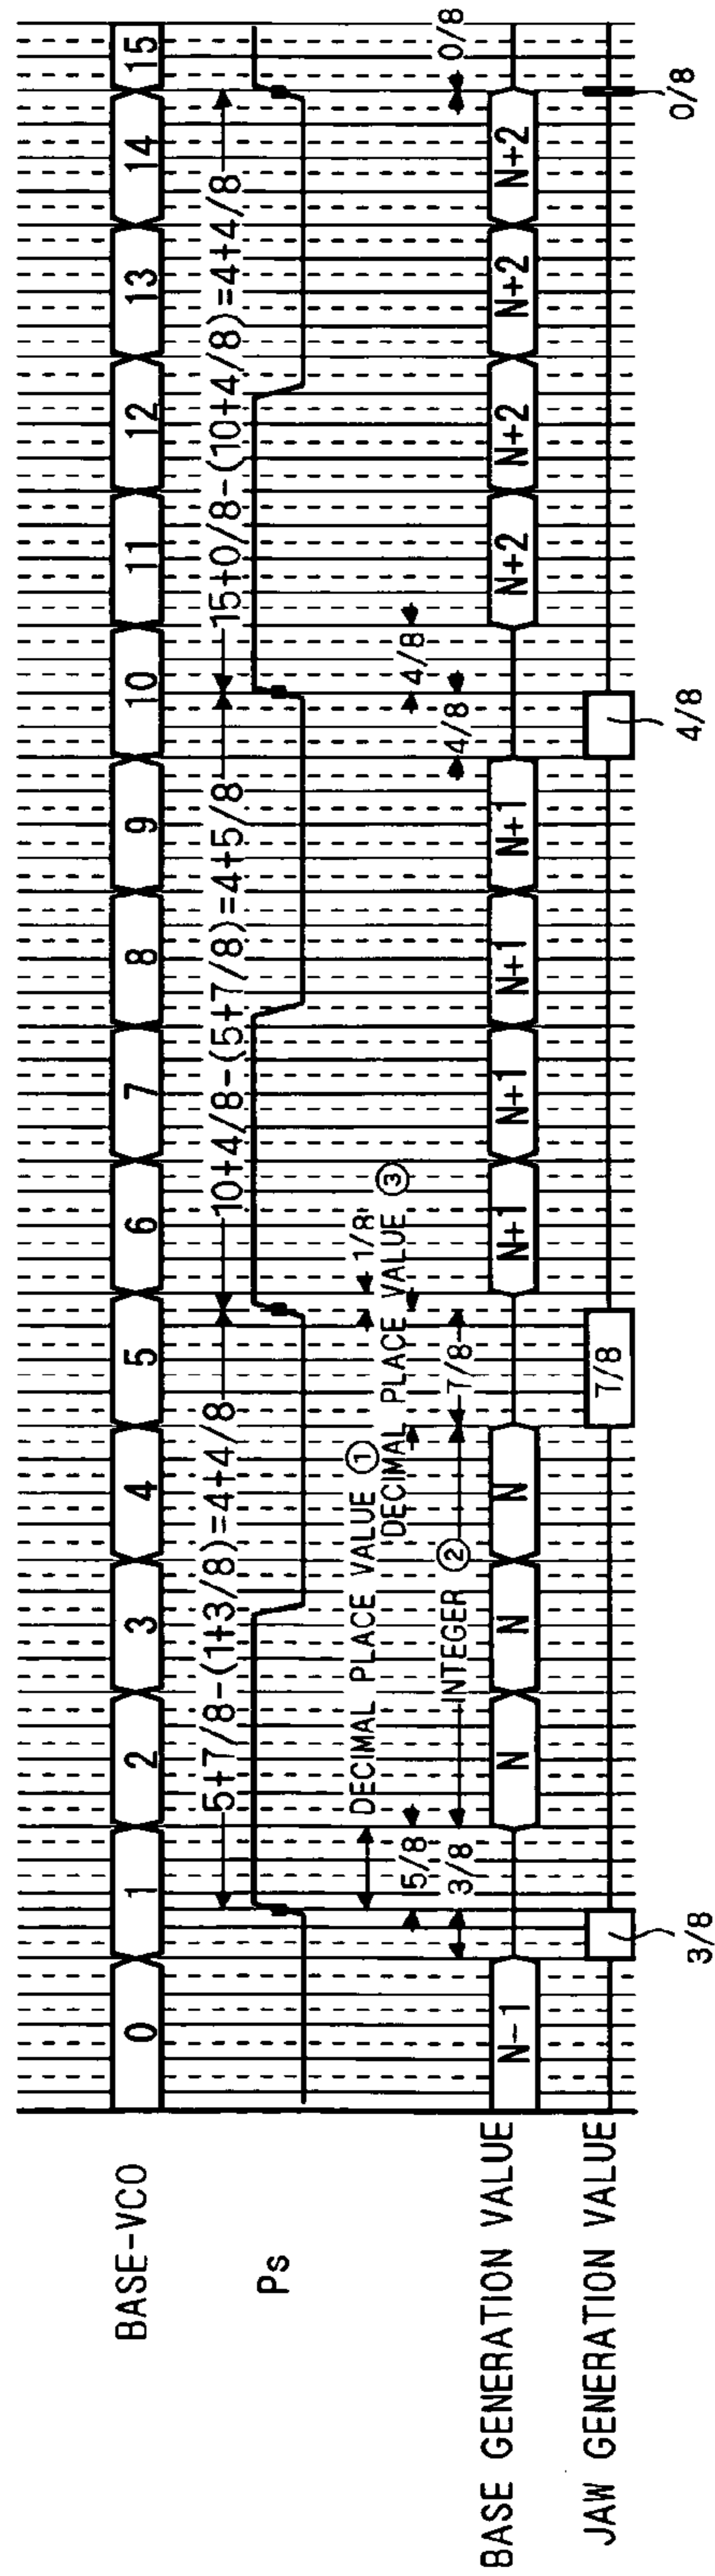 BASE-VCO
0 1 2 3 4 5 6 7 8 9 10 11 12 13 14 15
Ps
5+7/8-(1+3/8)=4+4/8
10+4/8-(5+7/8)=4+5/8
15+0/8-(10+4/8)=4+4/8
DECIMAL PLACE VALUE ①
1/8
DECIMAL PLACE VALUE ③
5/8
4/8
3/8
INTEGER ②
7/8
4/8
0/8
BASE GENERATION VALUE
N-1 N N N N+1 N+1 N+1 N+1 N+2 N+2 N+2 N+2
JAW GENERATION VALUE
7/8
3/8
4/8
0/8